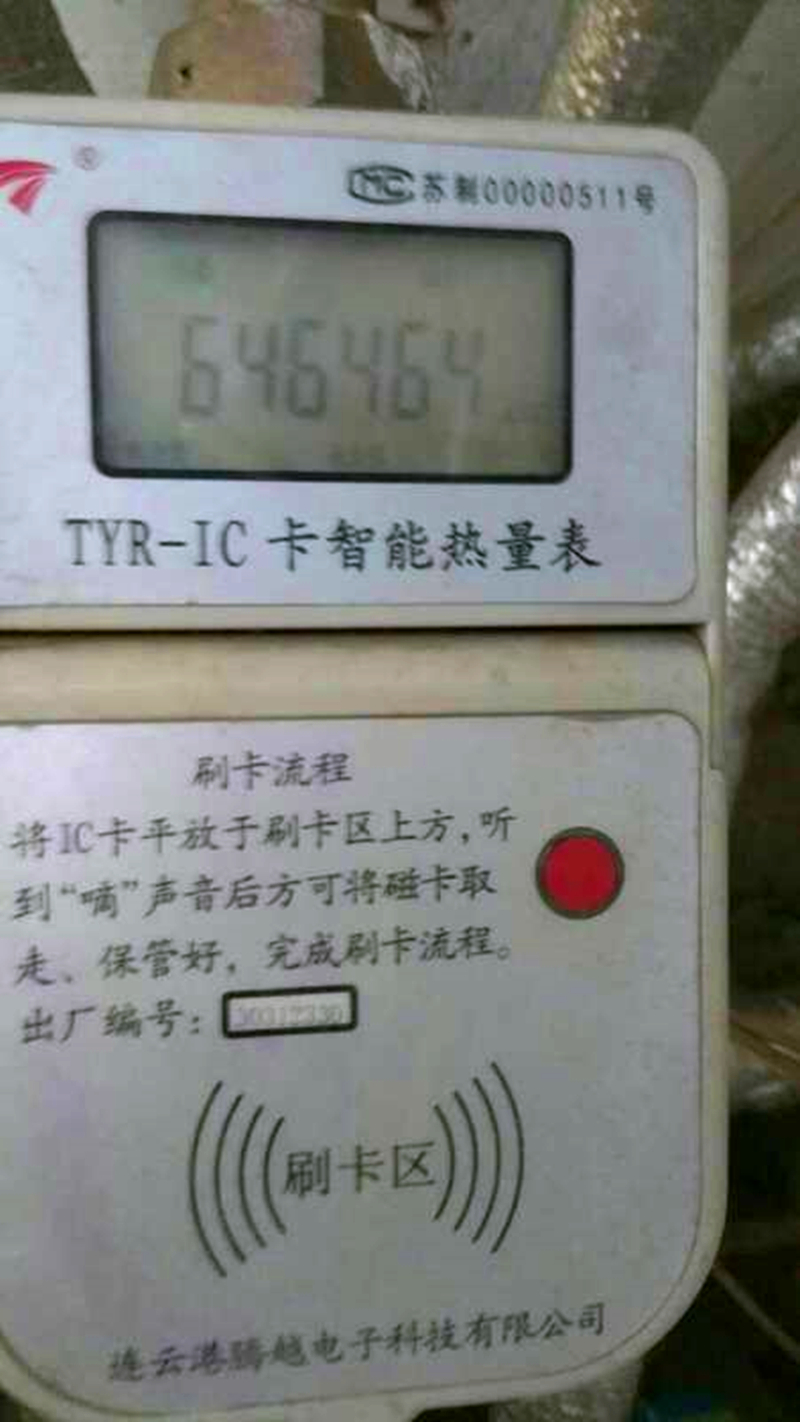 ®
MC 苏制00000511号
646464
TYR-IC 卡智能热量表
刷卡流程
将IC卡平放于刷卡区上方,听
到“嘀”声音后方可将磁卡取
走、保管好,完成刷卡流程。
出厂编号:
刷卡区
连云港腾越电子科技有限公司